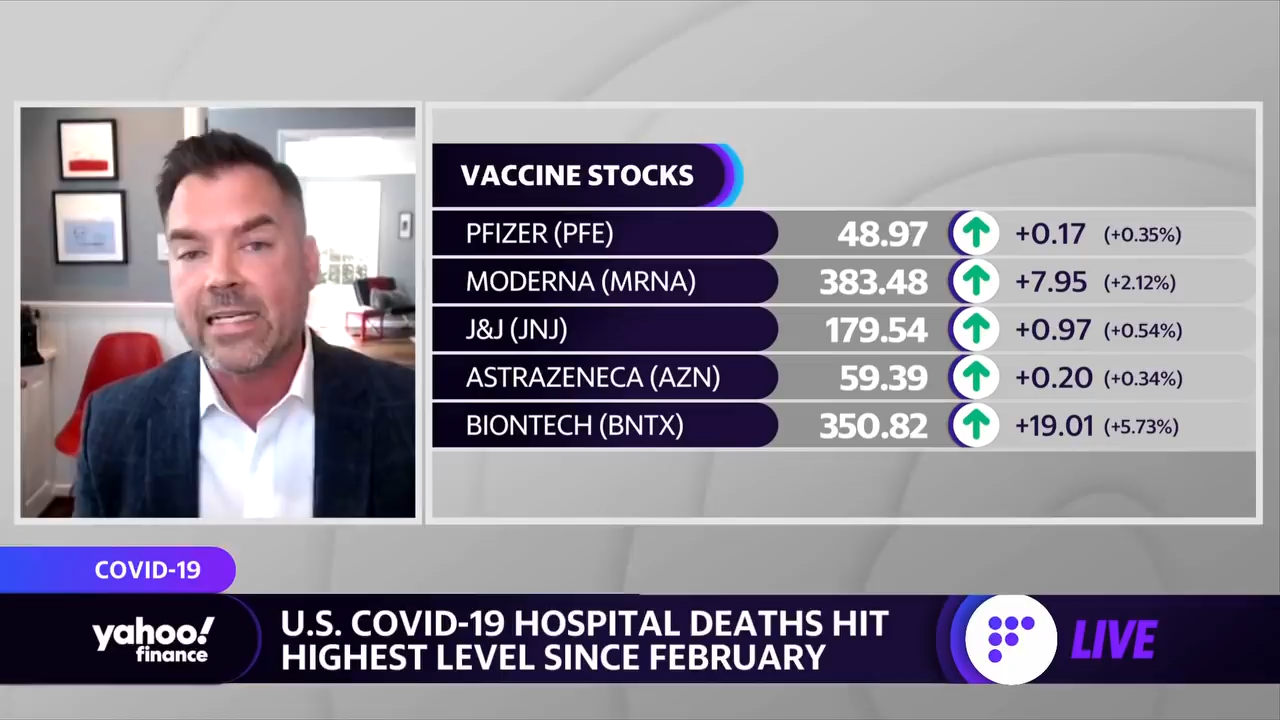 VACCINE STOCKS
PFIZER (PFE) 48.97 +0.17 (+0.35%)
MODERNA (MRNA) 383.48 +7.95 (+2.12%)
J&J (JNJ) 179.54 +0.97 (+0.54%)
ASTRAZENECA (AZN) 59.39 +0.20 (+0.34%)
BIONTECH (BNTX) 350.82 +19.01 (+5.73%)
COVID-19
yahoo!
finance
U.S. COVID-19 HOSPITAL DEATHS HIT
HIGHEST LEVEL SINCE FEBRUARY
LIVE